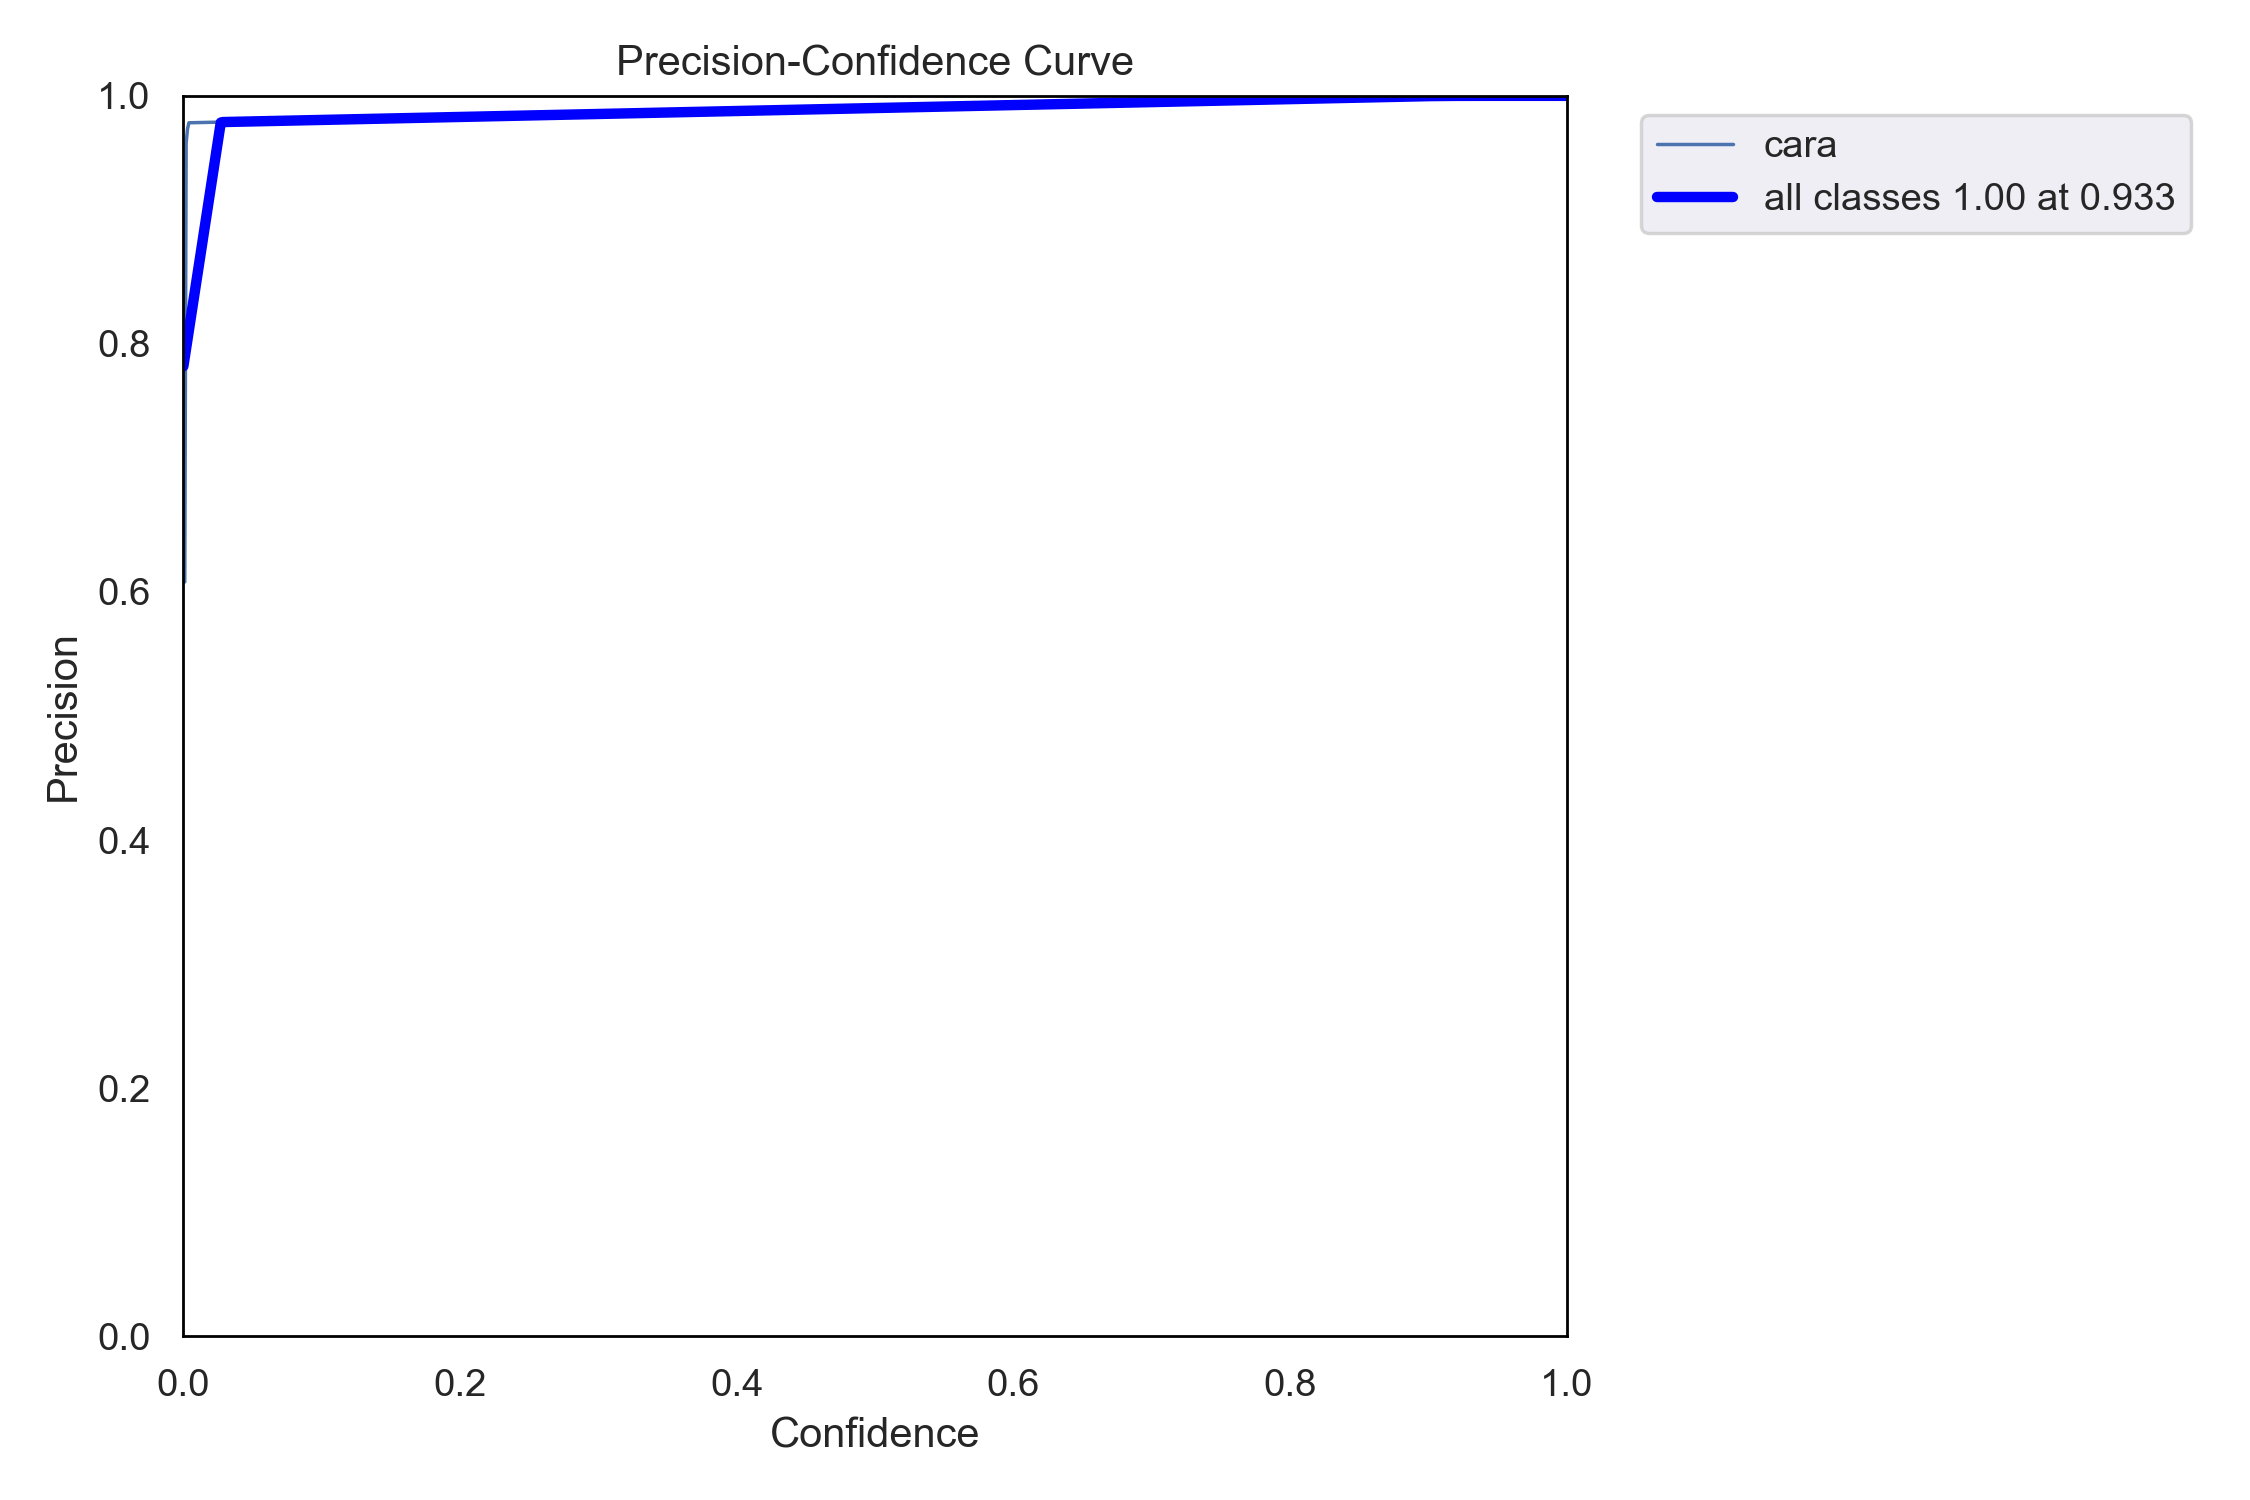 Precision-Confidence Curve
1.0
0.8
0.6
0.4
0.2
0.0
Precision
0.0 0.2 0.4 0.6 0.8 1.0
Confidence
cara
all classes 1.00 at 0.933